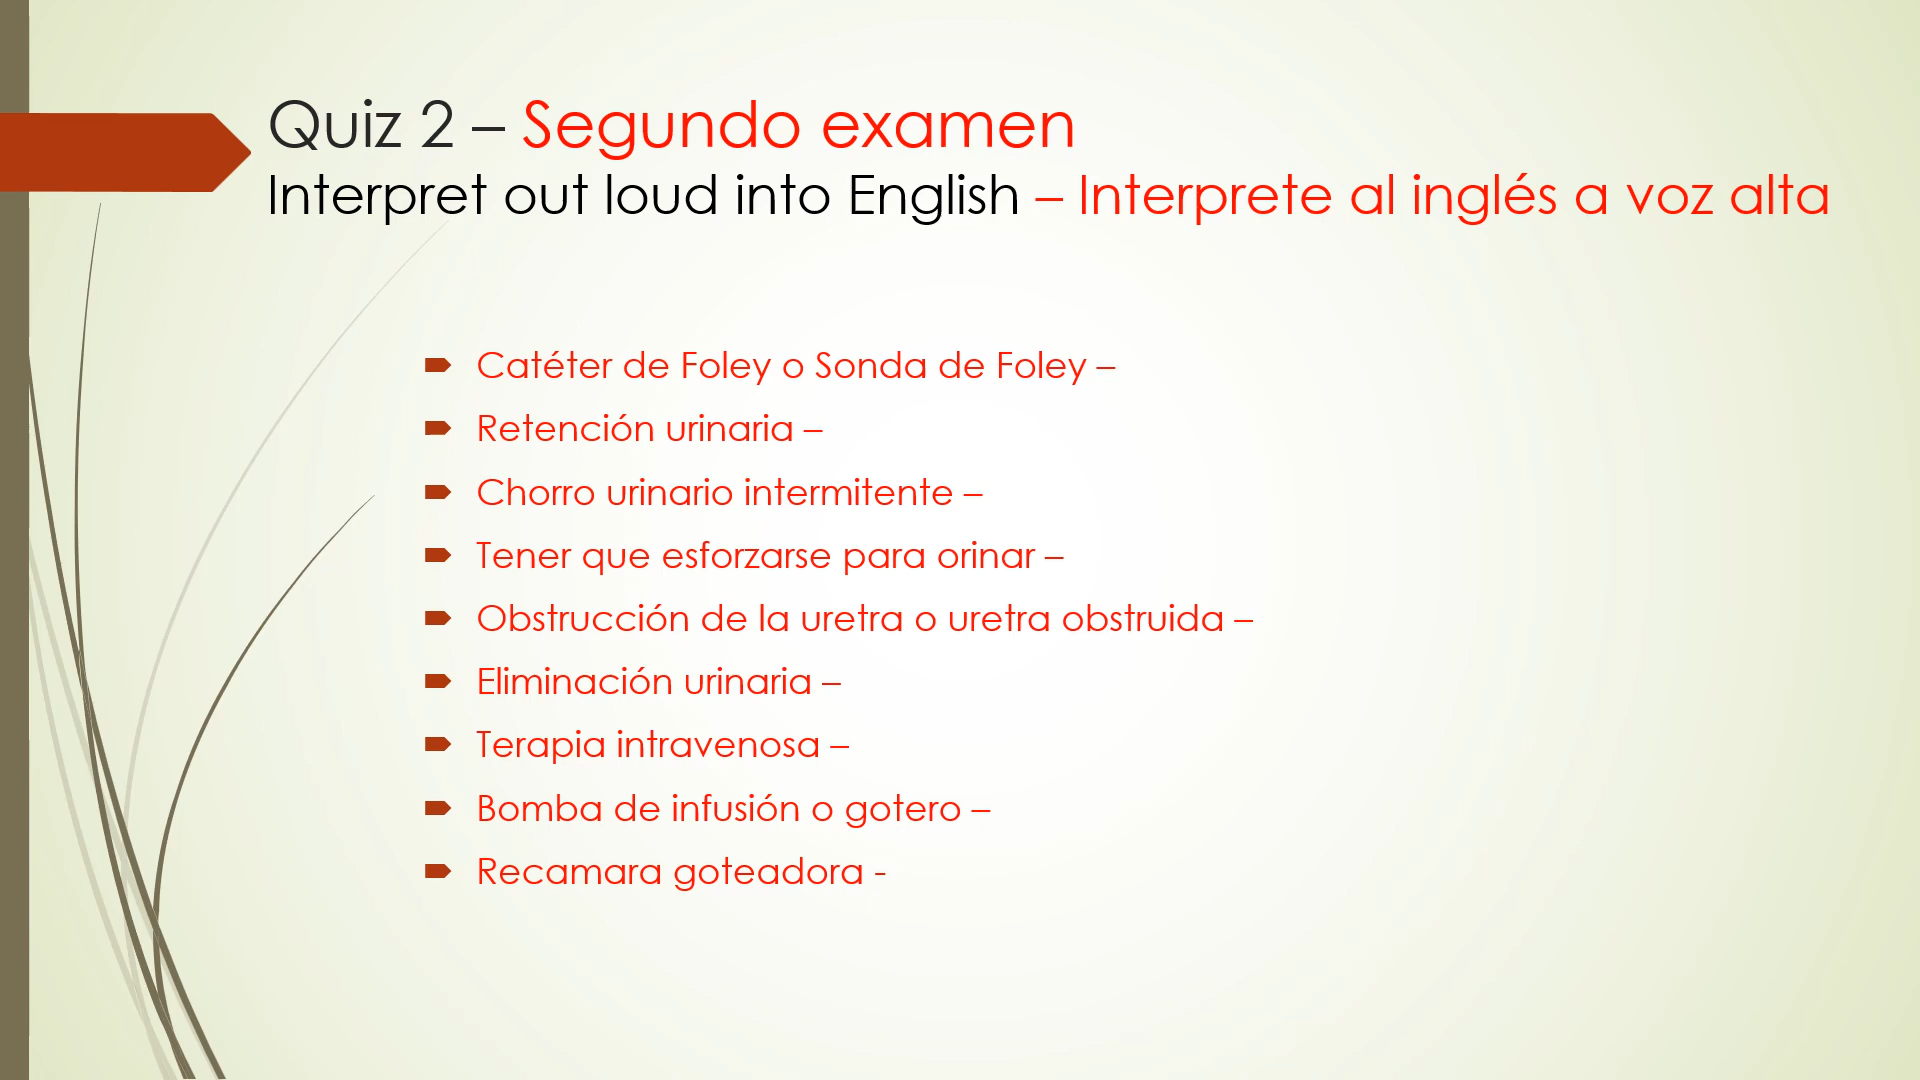 Quiz 2 – Segundo examen
Interpret out loud into English – Interprete al inglés a voz alta
Catéter de Foley o Sonda de Foley –
Retención urinaria –
Chorro urinario intermitente –
Tener que esforzarse para orinar –
Obstrucción de la uretra o uretra obstruida –
Eliminación urinaria –
Terapia intravenosa –
Bomba de infusión o gotero –
Recamara goteadora -